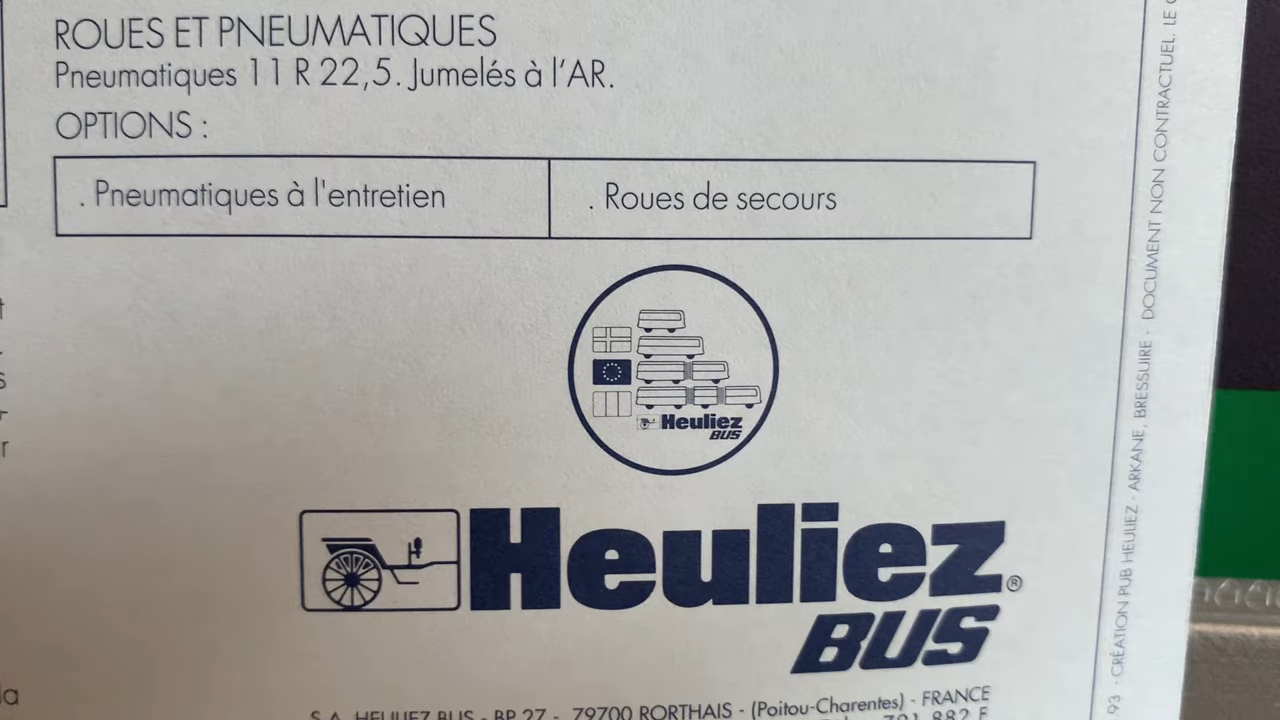 ROUES ET PNEUMATIQUES
Pneumatiques 11 R 22,5. Jumelés à l'AR.
OPTIONS :
. Pneumatiques à l'entretien
. Roues de secours
Heuliez
BUS
Heuliez®
BUS
S.A. HEULIEZ BUS - BP 27 - 79700 RORTHAIS - (Poitou-Charentes) - FRANCE
882 F
93 - CRÉATION PUB HEULIEZ - ARKANE, BRESSUIRE - DOCUMENT NON CONTRACTUEL. LE
la